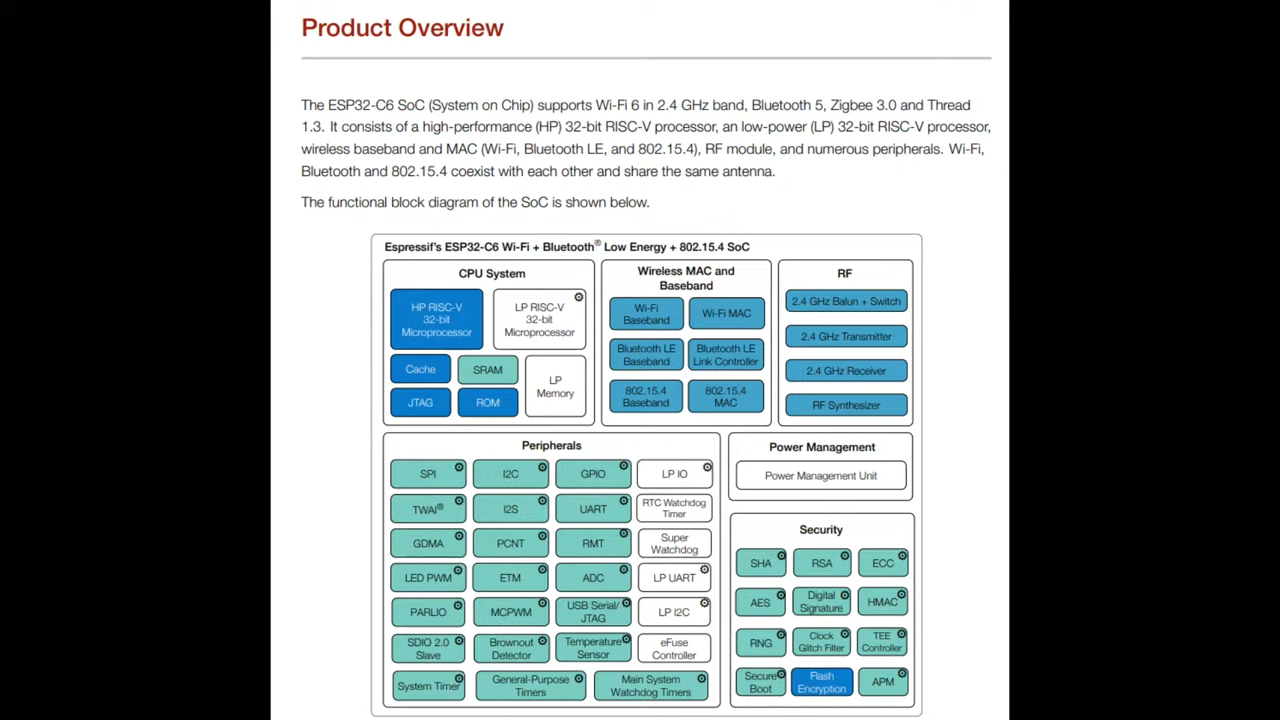 Product Overview
The ESP32-C6 SoC (System on Chip) supports Wi-Fi 6 in 2.4 GHz band, Bluetooth 5, Zigbee 3.0 and Thread
1.3. It consists of a high-performance (HP) 32-bit RISC-V processor, an low-power (LP) 32-bit RISC-V processor,
wireless baseband and MAC (Wi-Fi, Bluetooth LE, and 802.15.4), RF module, and numerous peripherals. Wi-Fi,
Bluetooth and 802.15.4 coexist with each other and share the same antenna.
The functional block diagram of the SoC is shown below.
Espressif's ESP32-C6 Wi-Fi + Bluetooth® Low Energy + 802.15.4 SoC
CPU System
HP RISC-V
32-bit
Microprocessor
LP RISC-V
32-bit
Microprocessor
Cache
SRAM
LP
Memory
JTAG
ROM
Wireless MAC and
Baseband
Wi-Fi
Baseband
Wi-Fi MAC
Bluetooth LE
Baseband
Bluetooth LE
Link Controller
802.15.4
Baseband
802.15.4
MAC
RF
2.4 GHz Balun + Switch
2.4 GHz Transmitter
2.4 GHz Receiver
RF Synthesizer
Peripherals
SPI
I2C
GPIO
LP IO
TWAI®
I2S
UART
RTC Watchdog
Timer
GDMA
PCNT
RMT
Super
Watchdog
LED PWM
ETM
ADC
LP UART
PARLIO
MCPWM
USB Serial/
JTAG
LP I2C
SDIO 2.0
Slave
Brownout
Detector
Temperature
Sensor
eFuse
Controller
System Timer
General-Purpose
Timers
Main System
Watchdog Timers
Power Management
Power Management Unit
Security
SHA
RSA
ECC
AES
Digital
Signature
HMAC
RNG
Clock
Glitch Filter
TEE
Controller
Secure
Boot
Flash
Encryption
APM